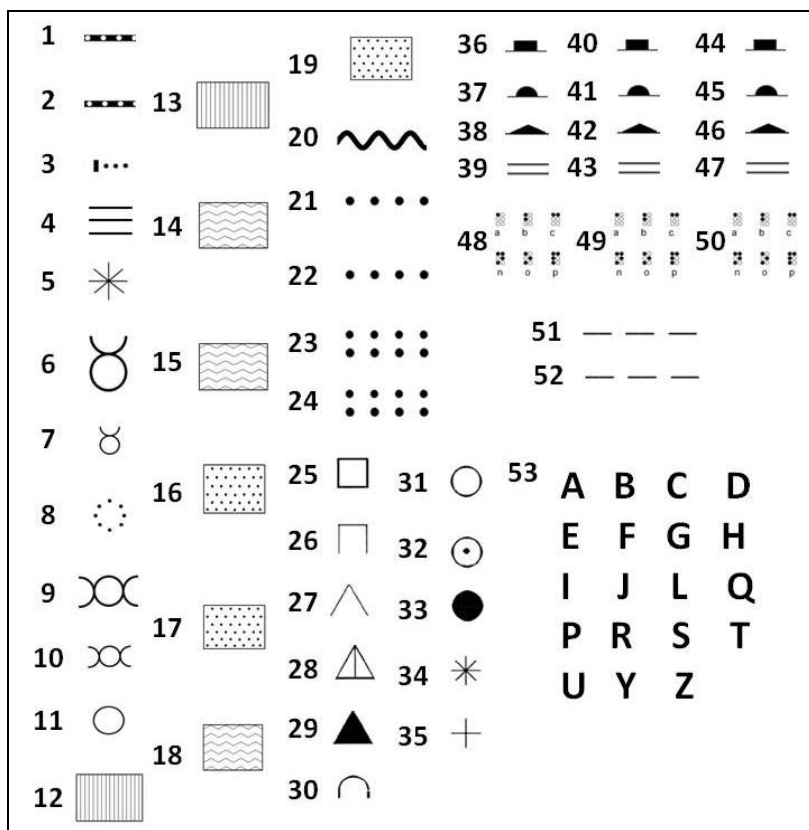 1
2
3
4
5
6
7
8
9
10
11
12
13
14
15
16
17
18
19
20
21
22
23
24
25
26
27
28
29
30
31
32
33
34
35
36 40 44
37 41 45
38 42 46
39 43 47
48 a b c
n o p
49 a b c
n o p
50 a b c
n o p
51
52
53
A B C D
E F G H
I J L Q
P R S T
U Y Z